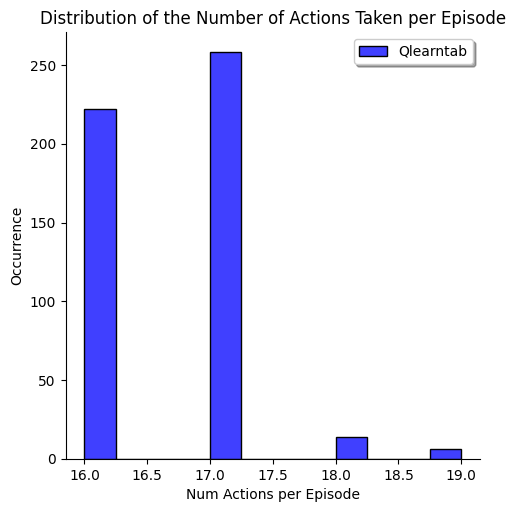 Distribution of the Number of Actions Taken per Episode
Qlearntab
250
200
150
100
50
0
Occurrence
16.0 16.5 17.0 17.5 18.0 18.5 19.0
Num Actions per Episode